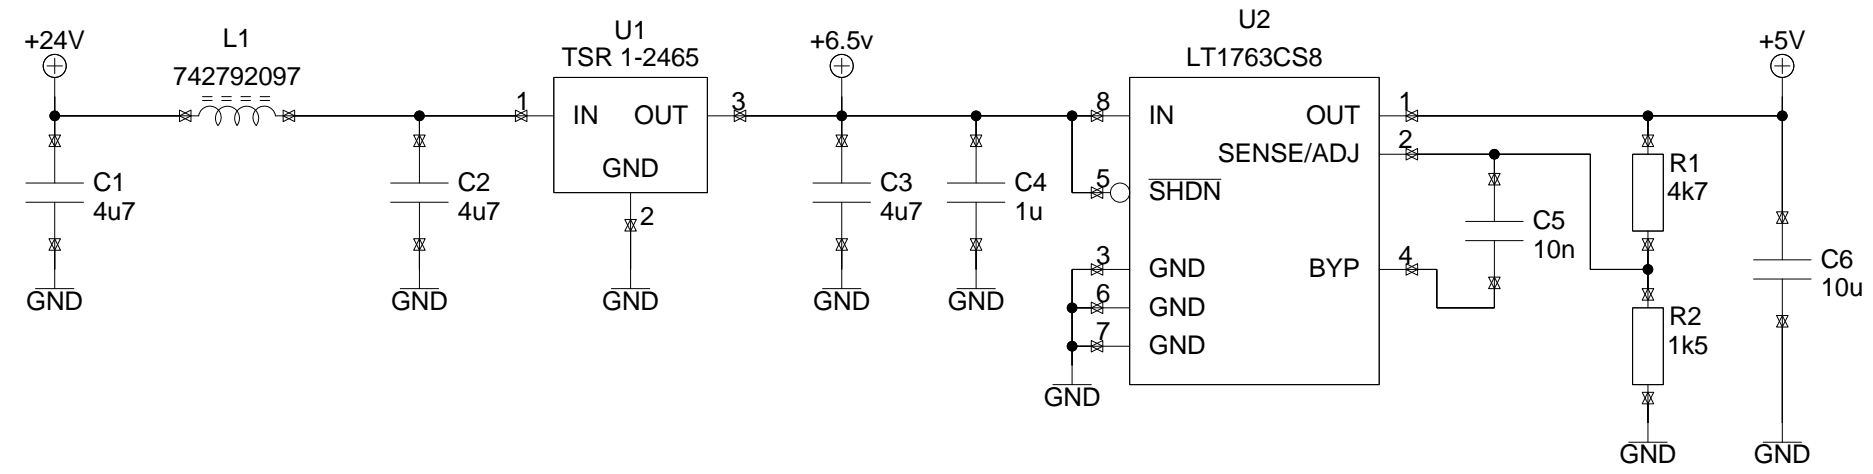 +24V
L1
742792097
U1
TSR 1-2465
+6.5v
U2
LT1763CS8
+5V
1
IN
OUT
3
GND
2
8
IN
OUT
1
SENSE/ADJ
2
5
SHDN
3
GND
BYP
4
6
GND
7
GND
C1
4u7
C2
4u7
C3
4u7
C4
1u
C5
10n
R1
4k7
R2
1k5
C6
10u
GND
GND
GND
GND
GND
GND
GND
GND